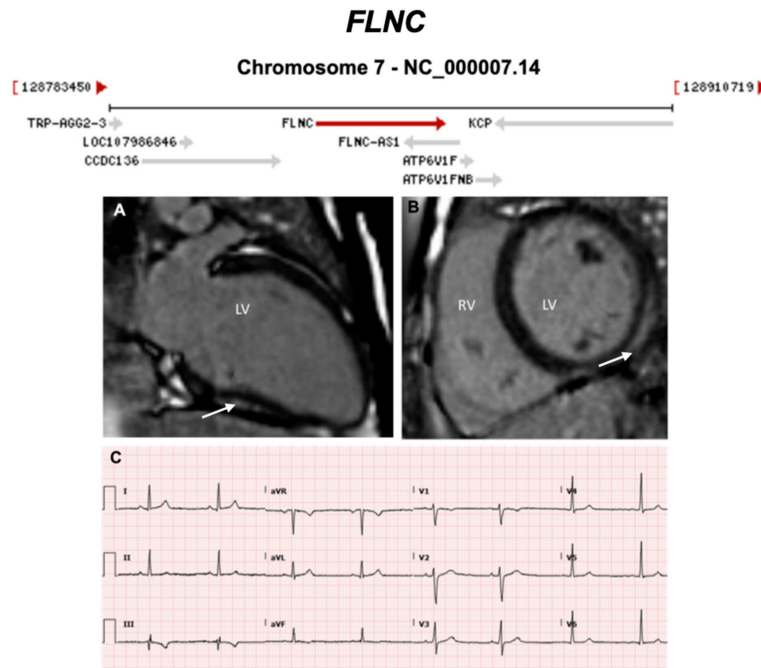 FLNC
Chromosome 7 - NC_000007.14
[ 128783450
[ 128910719
TRP-AGG2-3
FLNC
KCP
LOC107986846
FLNC-AS1
CCDC136
ATP6V1F
ATP6V1FNB
A
LV
B
RV
LV
C
I
aVR
V1
V4
II
aVL
V2
V5
III
aVF
V3
V6